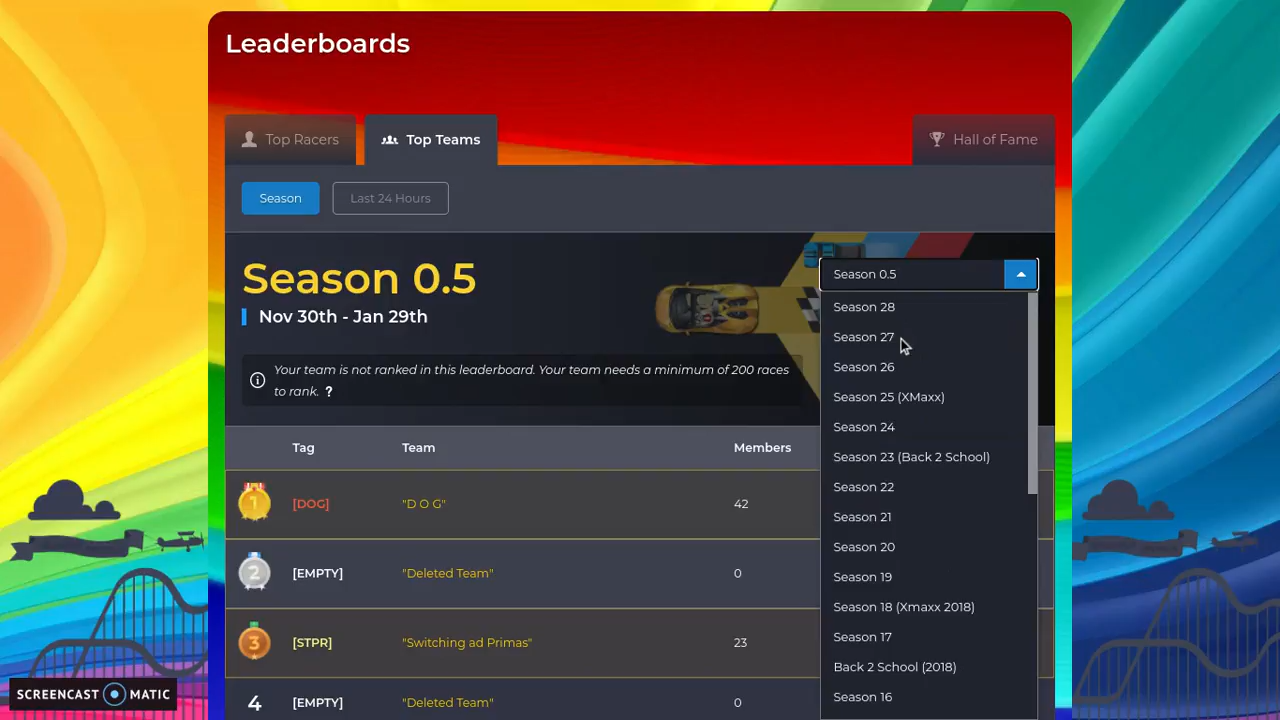 Leaderboards
Top Racers
Top Teams
Hall of Fame
Season
Last 24 Hours
Season 0.5
Nov 30th - Jan 29th
Your team is not ranked in this leaderboard. Your team needs a minimum of 200 races
to rank. ?
Season 0.5
Season 28
Season 27
Season 26
Season 25 (XMaxx)
Season 24
Season 23 (Back 2 School)
Season 22
Season 21
Season 20
Season 19
Season 18 (Xmaxx 2018)
Season 17
Back 2 School (2018)
Season 16
Tag Team Members
1 [DOG] "D O G" 42
2 [EMPTY] "Deleted Team" 0
3 [STPR] "Switching ad Primas" 23
4 [EMPTY] "Deleted Team" 0
SCREENCAST MATIC